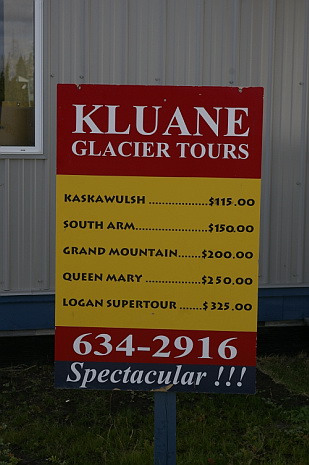 KLUANE
GLACIER TOURS
KASKAWULSH ..................$115.00
SOUTH ARM......................$150.00
GRAND MOUNTAIN.......$200.00
QUEEN MARY .................$250.00
LOGAN SUPERTOUR .......$325.00
634-2916
Spectacular !!!